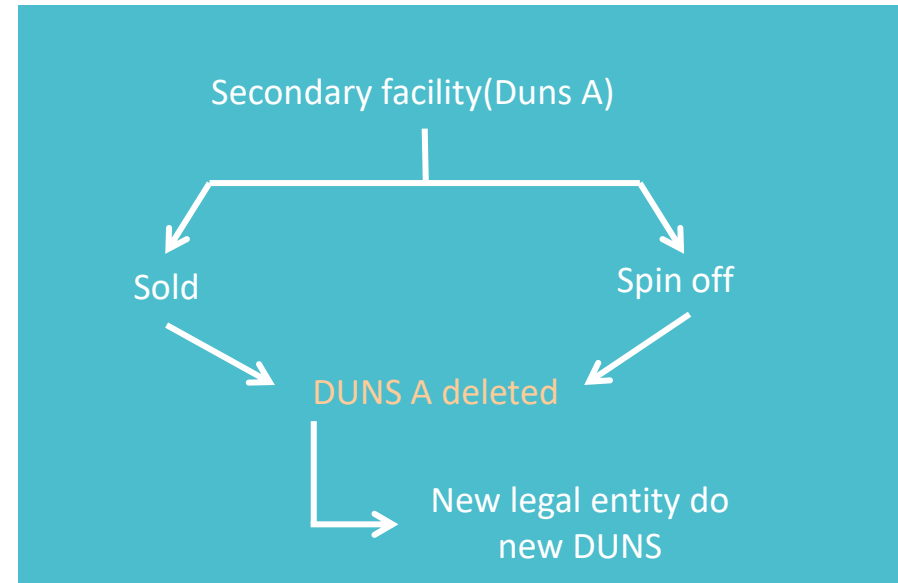 Secondary facility(Duns A)
Sold
Spin off
DUNS A deleted
New legal entity do
new DUNS